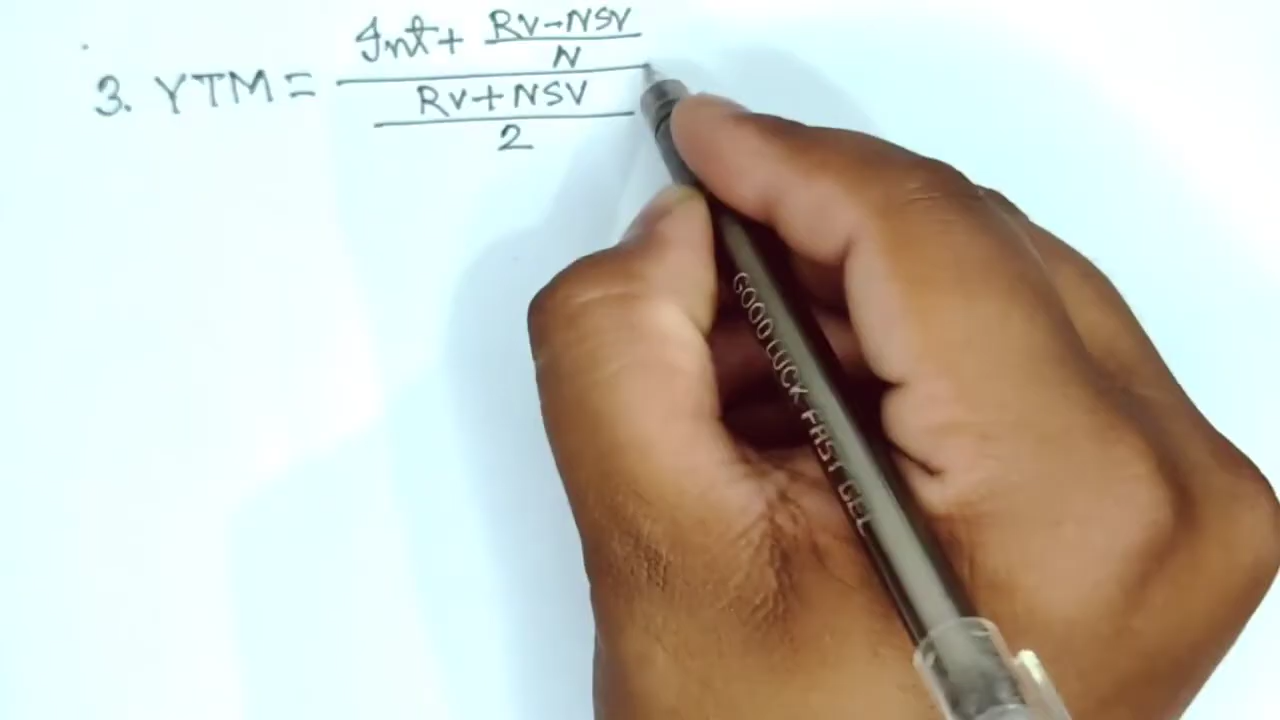 3. YTM = (Int + (RV-NSV)/N) / ((RV+NSV)/2)
GOOD LUCK FAST GEL